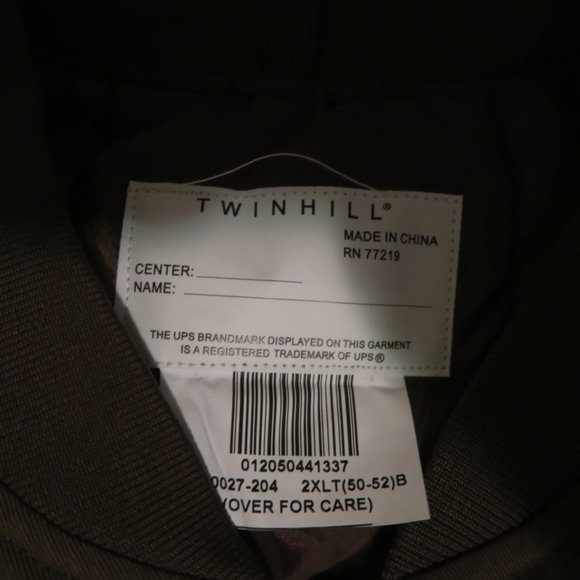 TWINHILL®
MADE IN CHINA
RN 77219
CENTER:
NAME:
THE UPS BRANDMARK DISPLAYED ON THIS GARMENT
IS A REGISTERED TRADEMARK OF UPS®
012050441337
0027-204 2XLT(50-52)B
(OVER FOR CARE)